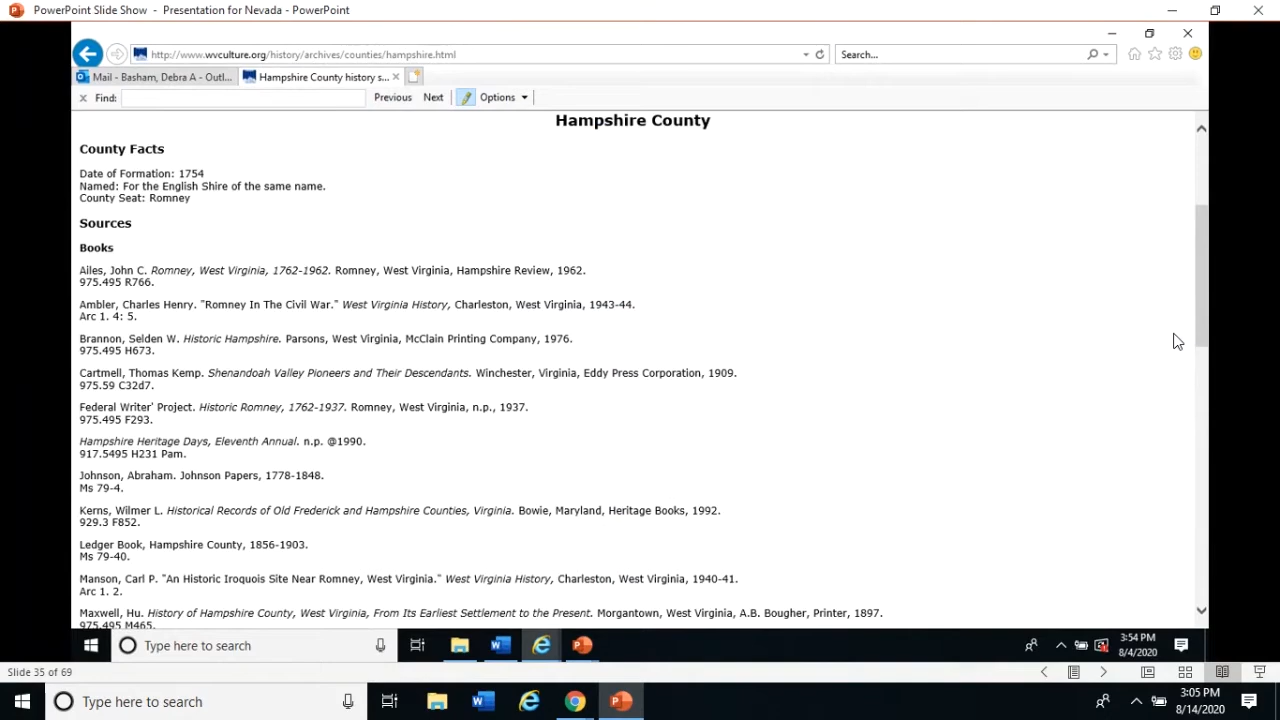 PowerPoint Slide Show - Presentation for Nevada - PowerPoint
http://www.wvculture.org/history/archives/counties/hampshire.html
Search...
Mail - Basham, Debra A - Outl...
Hampshire County history s...
Find:
Previous
Next
Options
Hampshire County
County Facts
Date of Formation: 1754
Named: For the English Shire of the same name.
County Seat: Romney
Sources
Books
Ailes, John C. Romney, West Virginia, 1762-1962. Romney, West Virginia, Hampshire Review, 1962.
975.495 R766.
Ambler, Charles Henry. "Romney In The Civil War." West Virginia History, Charleston, West Virginia, 1943-44.
Arc 1. 4: 5.
Brannon, Selden W. Historic Hampshire. Parsons, West Virginia, McClain Printing Company, 1976.
975.495 H673.
Cartmell, Thomas Kemp. Shenandoah Valley Pioneers and Their Descendants. Winchester, Virginia, Eddy Press Corporation, 1909.
975.59 C32d7.
Federal Writer' Project. Historic Romney, 1762-1937. Romney, West Virginia, n.p., 1937.
975.495 F293.
Hampshire Heritage Days, Eleventh Annual. n.p. @1990.
917.5495 H231 Pam.
Johnson, Abraham. Johnson Papers, 1778-1848.
Ms 79-4.
Kerns, Wilmer L. Historical Records of Old Frederick and Hampshire Counties, Virginia. Bowie, Maryland, Heritage Books, 1992.
929.3 F852.
Ledger Book, Hampshire County, 1856-1903.
Ms 79-40.
Manson, Carl P. "An Historic Iroquois Site Near Romney, West Virginia." West Virginia History, Charleston, West Virginia, 1940-41.
Arc 1. 2.
Maxwell, Hu. History of Hampshire County, West Virginia, From Its Earliest Settlement to the Present. Morgantown, West Virginia, A.B. Bougher, Printer, 1897.
975.495 M465.
Type here to search
3:54 PM
8/4/2020
Slide 35 of 69
Type here to search
3:05 PM
8/14/2020